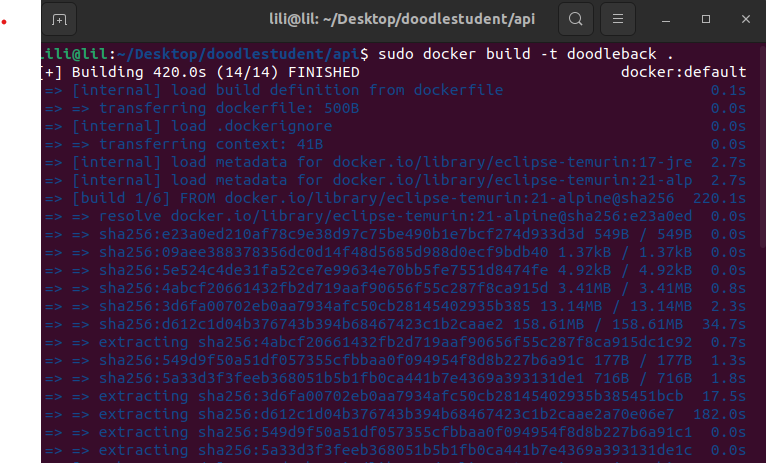 lili@lil: ~/Desktop/doodlestudent/api
lili@lil:~/Desktop/doodlestudent/api$ sudo docker build -t doodleback .
[+] Building 420.0s (14/14) FINISHED docker:default
=> [internal] load build definition from dockerfile 0.1s
=> => transferring dockerfile: 500B 0.0s
=> [internal] load .dockerignore 0.0s
=> => transferring context: 41B 0.0s
=> [internal] load metadata for docker.io/library/eclipse-temurin:17-jre 2.7s
=> [internal] load metadata for docker.io/library/eclipse-temurin:21-alp 2.7s
=> [build 1/6] FROM docker.io/library/eclipse-temurin:21-alpine@sha256 220.1s
=> => resolve docker.io/library/eclipse-temurin:21-alpine@sha256:e23a0ed 0.0s
=> => sha256:e23a0ed210af78c9e38d97c75be490b1e7bcf274d933d3d 549B / 549B 0.0s
=> => sha256:09aee388378356dc0d14f48d5685d988d0ecf9bdb40 1.37kB / 1.37kB 0.0s
=> => sha256:5e524c4de31fa52ce7e99634e70bb5fe7551d8474fe 4.92kB / 4.92kB 0.0s
=> => sha256:4abcf20661432fb2d719aaf90656f55c287f8ca915d 3.41MB / 3.41MB 0.8s
=> => sha256:3d6fa00702eb0aa7934afc50cb28145402935b385 13.14MB / 13.14MB 2.3s
=> => sha256:d612c1d04b376743b394b68467423c1b2caae2 158.61MB / 158.61MB 34.7s
=> => extracting sha256:4abcf20661432fb2d719aaf90656f55c287f8ca915dc1c92 0.7s
=> => sha256:549d9f50a51df057355cfbbaa0f094954f8d8b227b6a91c 177B / 177B 1.3s
=> => sha256:5a33d3f3feeb368051b5b1fb0ca441b7e4369a393131de1 716B / 716B 1.8s
=> => extracting sha256:3d6fa00702eb0aa7934afc50cb28145402935b385451bcb 17.5s
=> => extracting sha256:d612c1d04b376743b394b68467423c1b2caae2a70e06e7 182.0s
=> => extracting sha256:549d9f50a51df057355cfbbaa0f094954f8d8b227b6a91c1 0.0s
=> => extracting sha256:5a33d3f3feeb368051b5b1fb0ca441b7e4369a393131de1c 0.0s